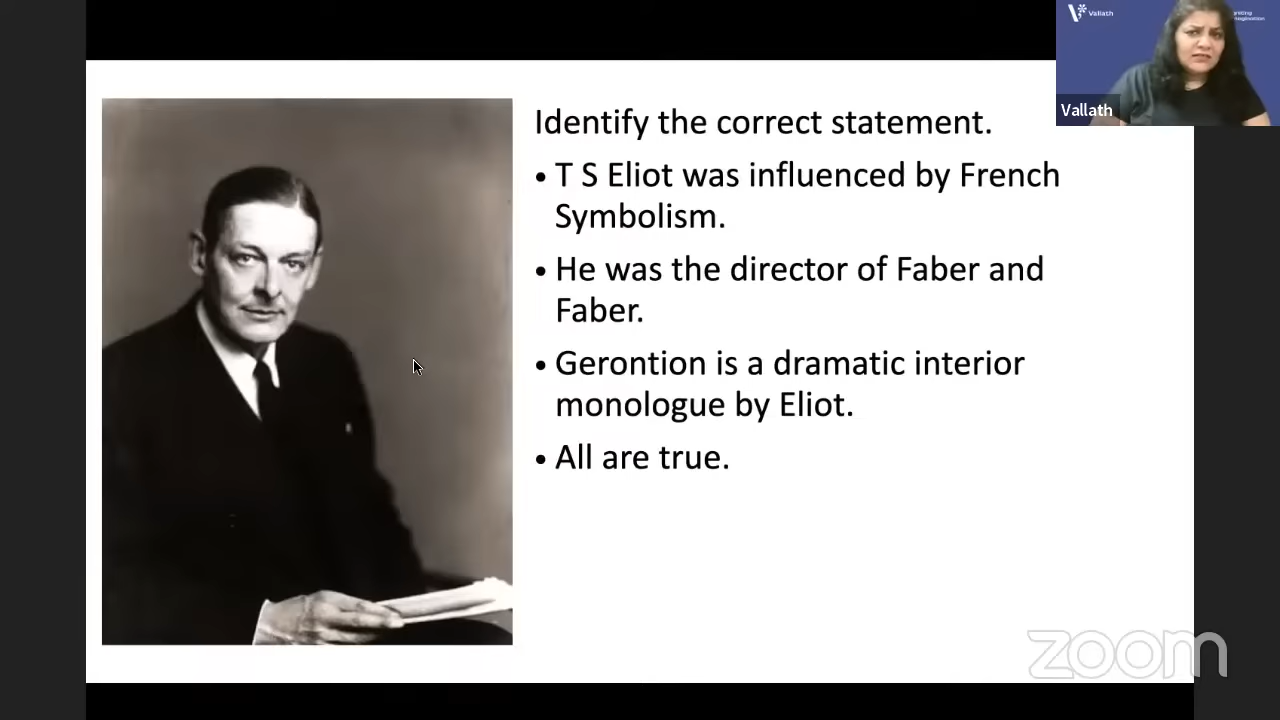 Vallath
Vallath
Identify the correct statement.
• T S Eliot was influenced by French
Symbolism.
• He was the director of Faber and
Faber.
• Gerontion is a dramatic interior
monologue by Eliot.
• All are true.
zoom